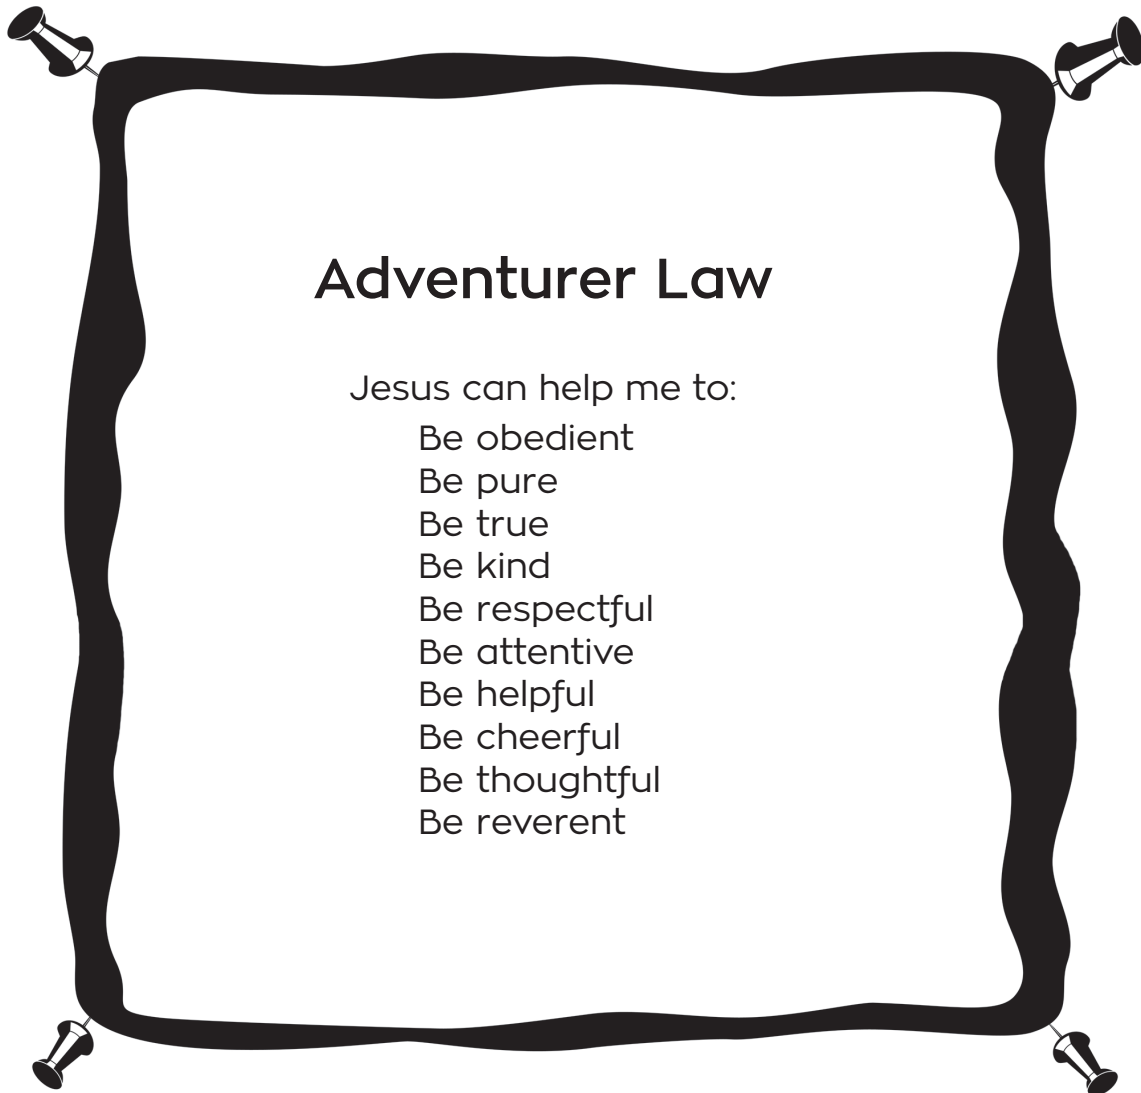 Adventurer Law
Jesus can help me to:
Be obedient
Be pure
Be true
Be kind
Be respectful
Be attentive
Be helpful
Be cheerful
Be thoughtful
Be reverent